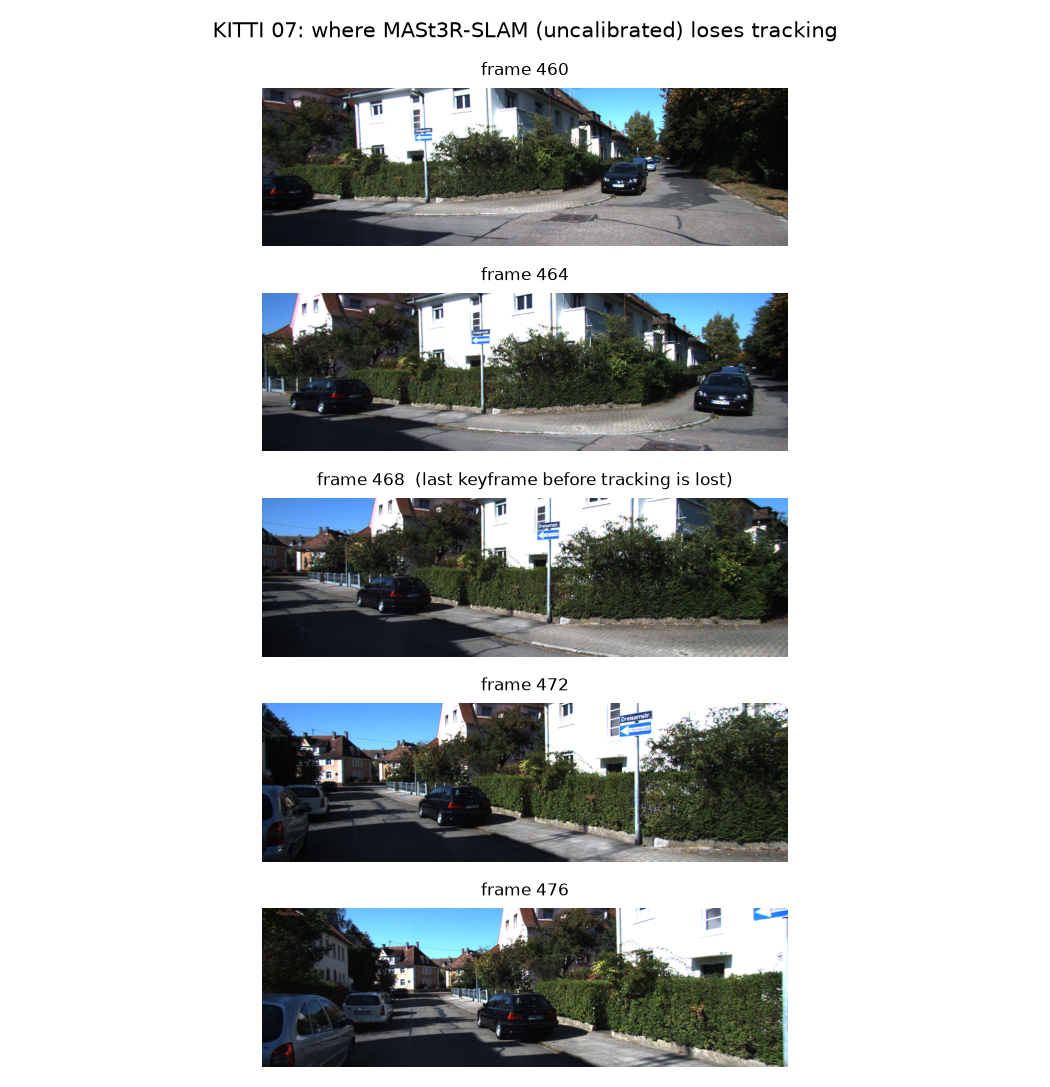 KITTI 07: where MASt3R-SLAM (uncalibrated) loses tracking
frame 460
frame 464
frame 468  (last keyframe before tracking is lost)
frame 472
Dreisamstr.
frame 476